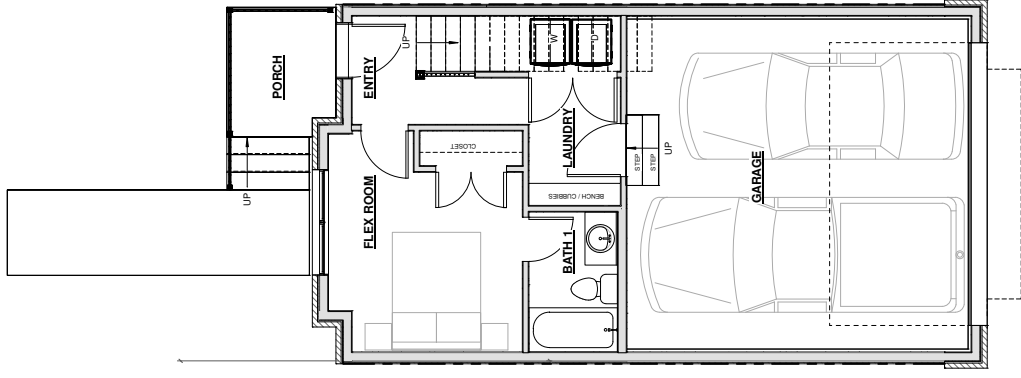 PORCH
UP
ENTRY
UP
W
D
CLOSET
LAUNDRY
STEP
STEP
UP
GARAGE
FLEX ROOM
BENCH / CUBBIES
BATH 1